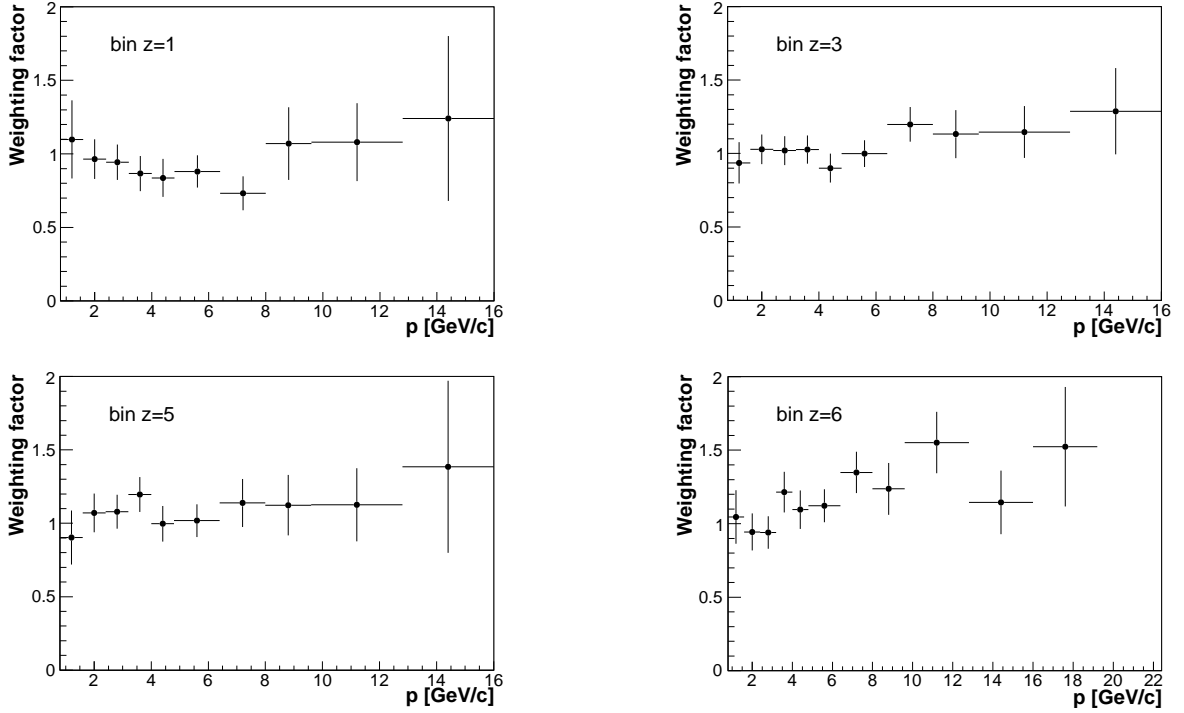 Weighting factor
bin z=1
2
1.5
1
0.5
0
2 4 6 8 10 12 14 16
p [GeV/c]
Weighting factor
bin z=3
2
1.5
1
0.5
0
2 4 6 8 10 12 14 16
p [GeV/c]
Weighting factor
bin z=5
2
1.5
1
0.5
0
2 4 6 8 10 12 14 16
p [GeV/c]
Weighting factor
bin z=6
2
1.5
1
0.5
0
2 4 6 8 10 12 14 16 18 20 22
p [GeV/c]